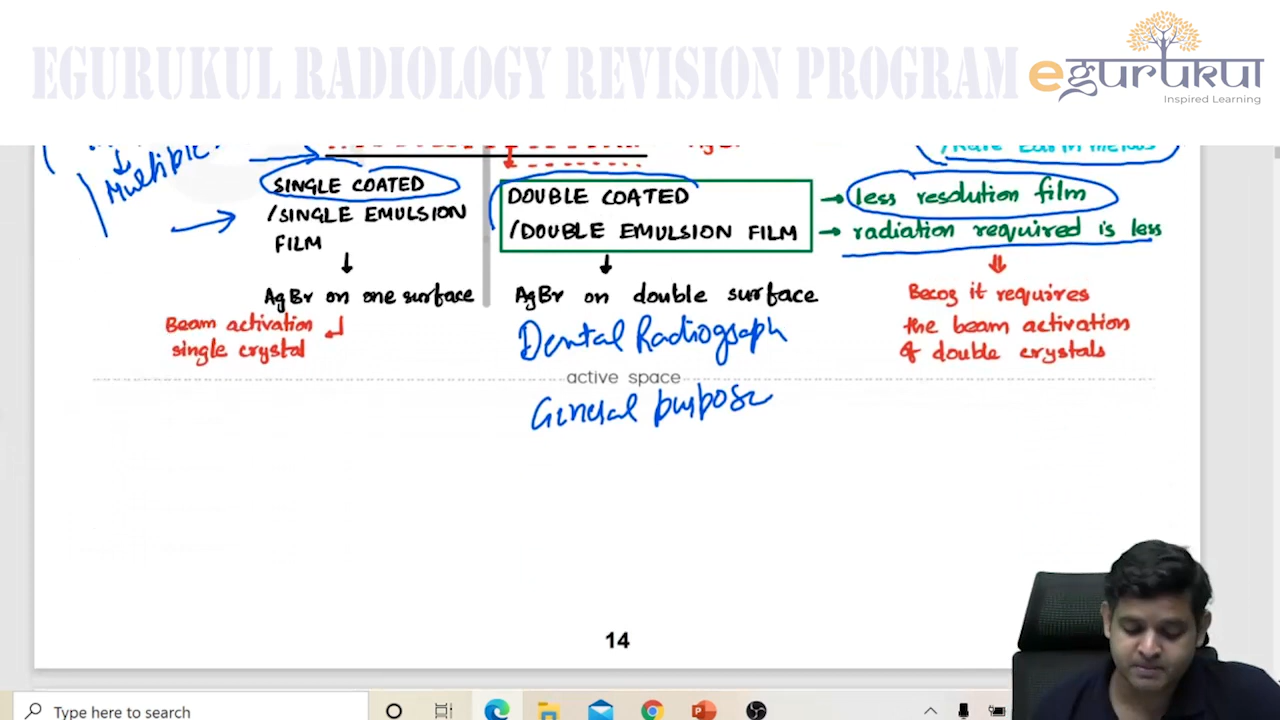 EGURUKUL RADIOLOGY REVISION PROGRAM
egurukul
Inspired Learning
Multiple
SINGLE COATED
/SINGLE EMULSION
FILM
AgBr on one surface
Beam activation
single crystal
DOUBLE COATED
/DOUBLE EMULSION FILM
AgBr on double surface
Dental Radiograph
active space
General purpose
less resolution film
radiation required is less
Becoz it requires
the beam activation
of double crystals
14
Type here to search